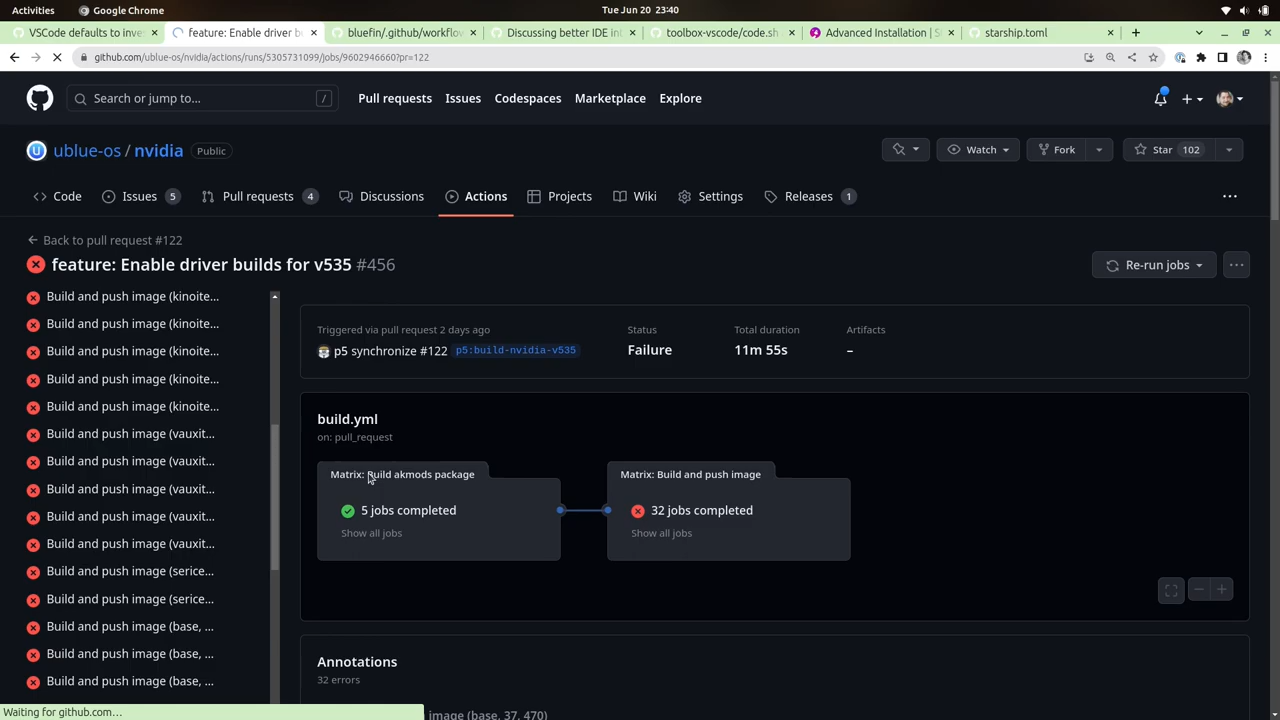 Activities
Google Chrome
Tue Jun 20 23:40
VSCode defaults to inve
feature: Enable driver b
bluefin/.github/workflow
Discussing better IDE in
toolbox-vscode/code.sh
Advanced Installation | S
starship.toml
github.com/ublue-os/nvidia/actions/runs/5305731099/jobs/9602946660?pr=122
Search or jump to...
/
Pull requests
Issues
Codespaces
Marketplace
Explore
ublue-os / nvidia
Public
Watch
Fork
Star 102
Code
Issues 5
Pull requests 4
Discussions
Actions
Projects
Wiki
Settings
Releases 1
Back to pull request #122
feature: Enable driver builds for v535 #456
Re-run jobs
Build and push image (kinoite...
Build and push image (kinoite...
Build and push image (kinoite...
Build and push image (kinoite...
Build and push image (kinoite...
Build and push image (vauxit...
Build and push image (vauxit...
Build and push image (vauxit...
Build and push image (vauxit...
Build and push image (vauxit...
Build and push image (serice...
Build and push image (serice...
Build and push image (base, ...
Build and push image (base, ...
Build and push image (base, ...
Triggered via pull request 2 days ago
p5 synchronize #122 p5:build-nvidia-v535
Status
Failure
Total duration
11m 55s
Artifacts
–
build.yml
on: pull_request
Matrix: Build akmods package
5 jobs completed
Show all jobs
Matrix: Build and push image
32 jobs completed
Show all jobs
Annotations
32 errors
image (base, 37, 470)
Waiting for github.com...